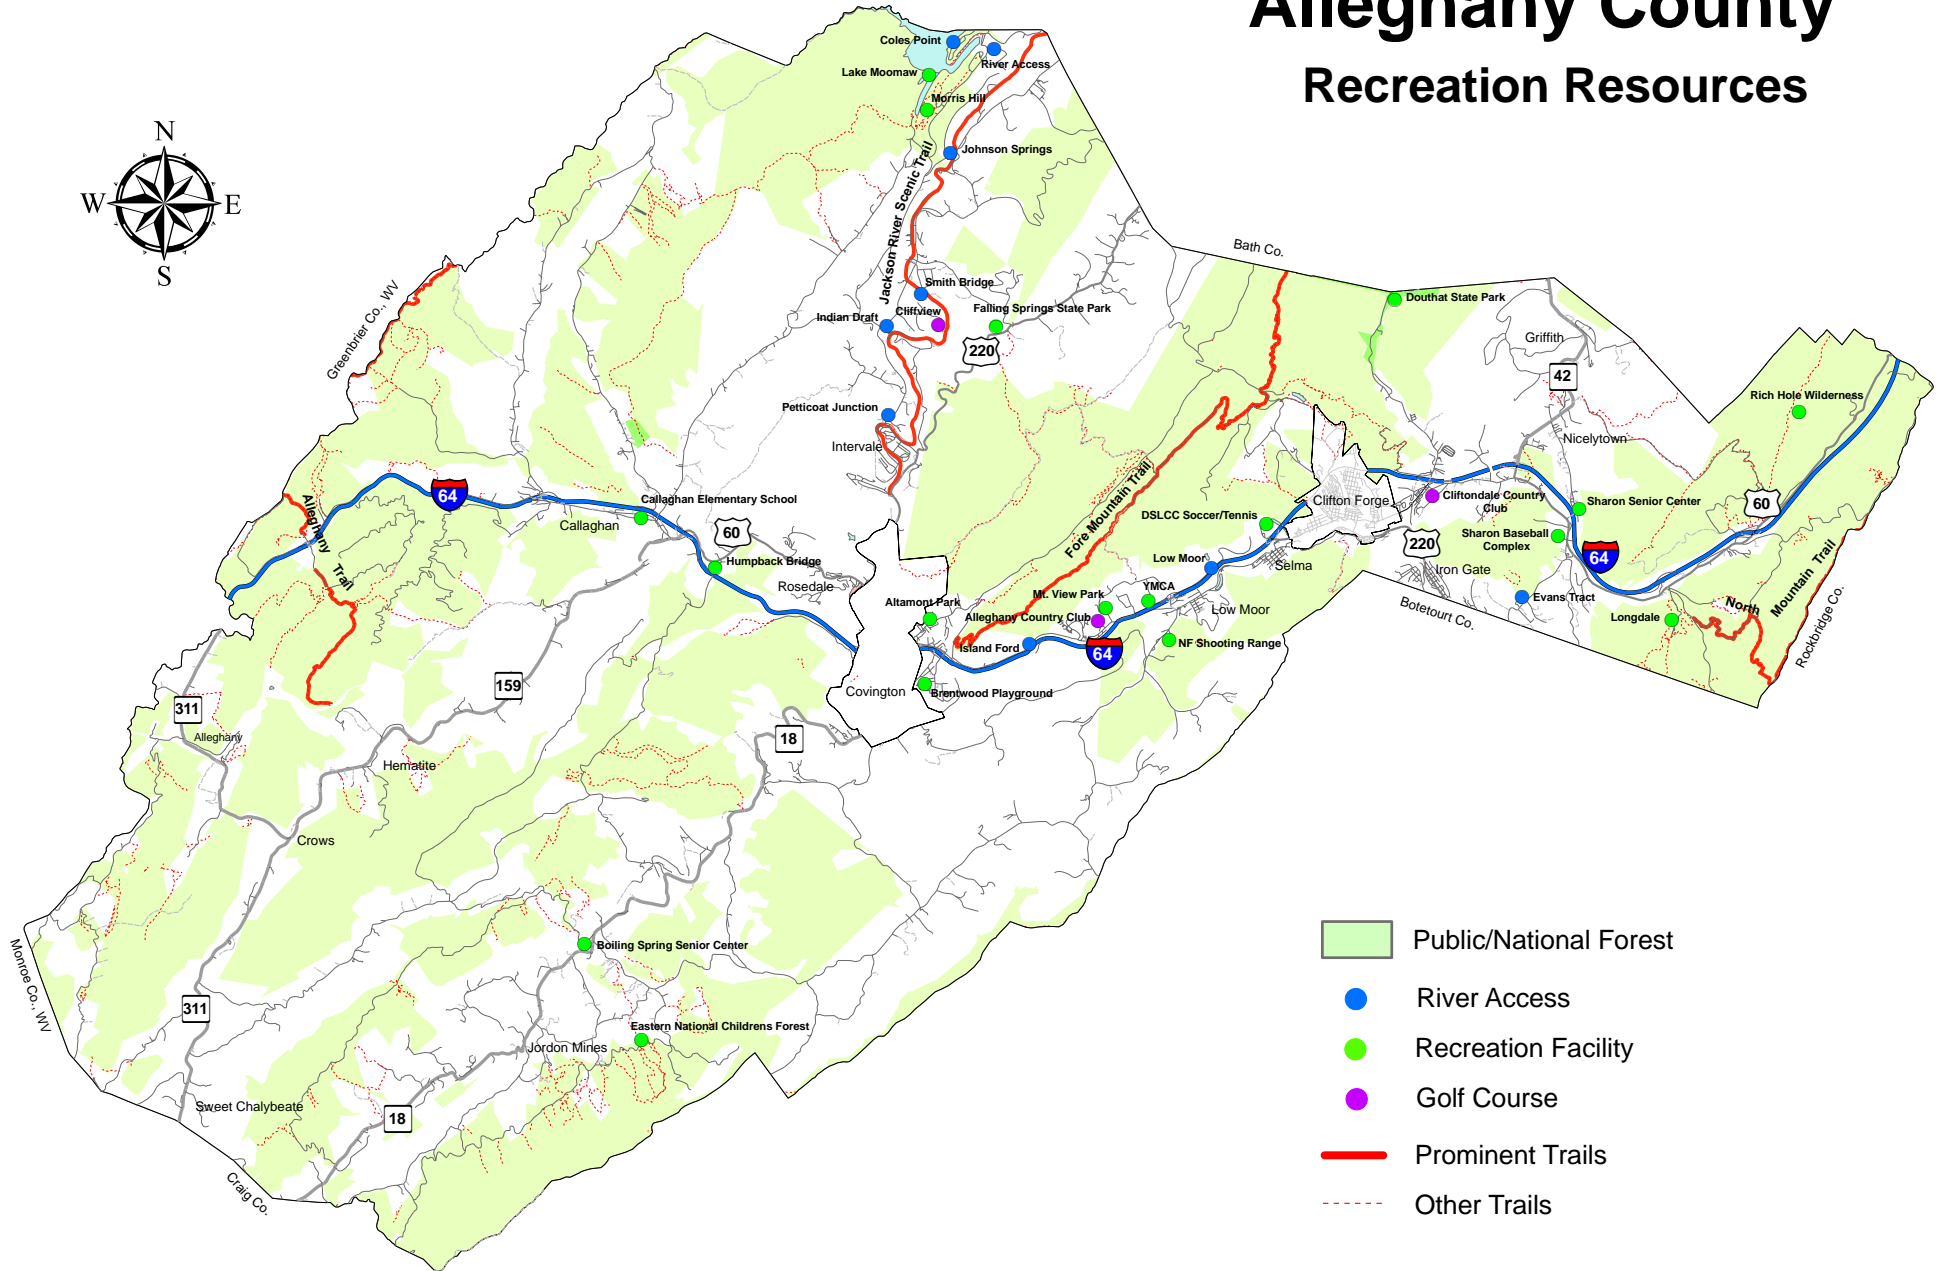 Alleghany County
Recreation Resources
N
W
E
S
Coles Point
River Access
Lake Moomaw
Morris Hill
Johnson Springs
Jackson River Scenic Trail
Bath Co.
Greenbrier Co., WV
Smith Bridge
Cliffview
Indian Draft
Falling Springs State Park
220
Douthat State Park
Griffith
42
Rich Hole Wilderness
Petticoat Junction
Intervale
Nicelytown
Alleghany
Trail
64
Callaghan Elementary School
Callaghan
60
Humpback Bridge
Rosedale
Fore Mountain Trail
DSLCC Soccer/Tennis
Clifton Forge
Cliftondale Country
Club
Sharon Senior Center
60
Sharon Baseball
Complex
220
64
Low Moor
Selma
Iron Gate
Mountain Trail
North
Altamont Park
Mt. View Park
YMCA
Low Moor
Alleghany Country Club
Evans Tract
Botetourt Co.
Longdale
Rockbridge Co.
Island Ford
64
NF Shooting Range
Covington
Brentwood Playground
159
311
Alleghany
18
Hematite
Crows
Boiling Spring Senior Center
Monroe Co., WV
311
Eastern National Childrens Forest
Jordon Mines
Sweet Chalybeate
18
Craig Co.
Public/National Forest
River Access
Recreation Facility
Golf Course
Prominent Trails
Other Trails